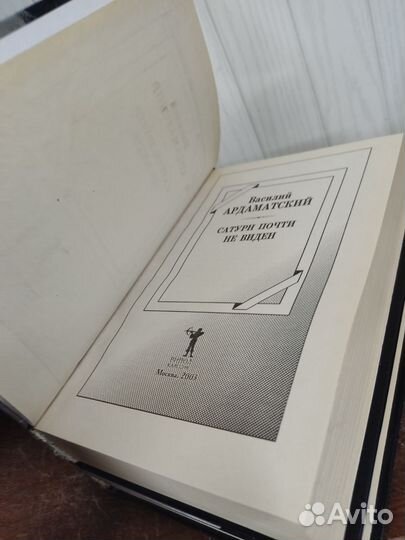 Василий
АРДАМАТСКИЙ
САТУРН ПОЧТИ
НЕ ВИДЕН
Москва, 2003
Avito